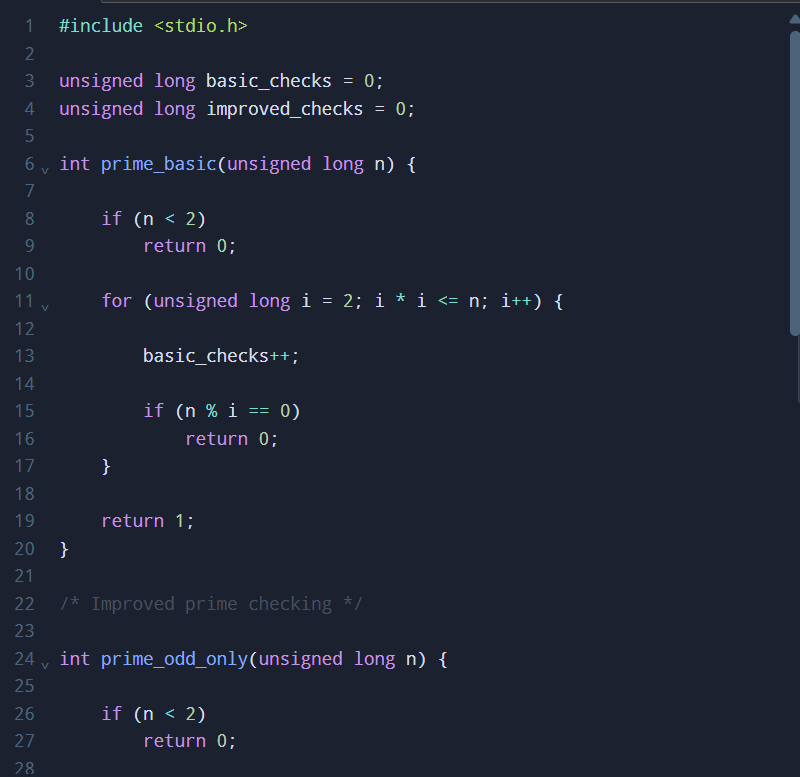 1 #include <stdio.h>
2
3 unsigned long basic_checks = 0;
4 unsigned long improved_checks = 0;
5
6 int prime_basic(unsigned long n) {
7
8     if (n < 2)
9         return 0;
10
11     for (unsigned long i = 2; i * i <= n; i++) {
12
13         basic_checks++;
14
15         if (n % i == 0)
16             return 0;
17     }
18
19     return 1;
20 }
21
22 /* Improved prime checking */
23
24 int prime_odd_only(unsigned long n) {
25
26     if (n < 2)
27         return 0;
28